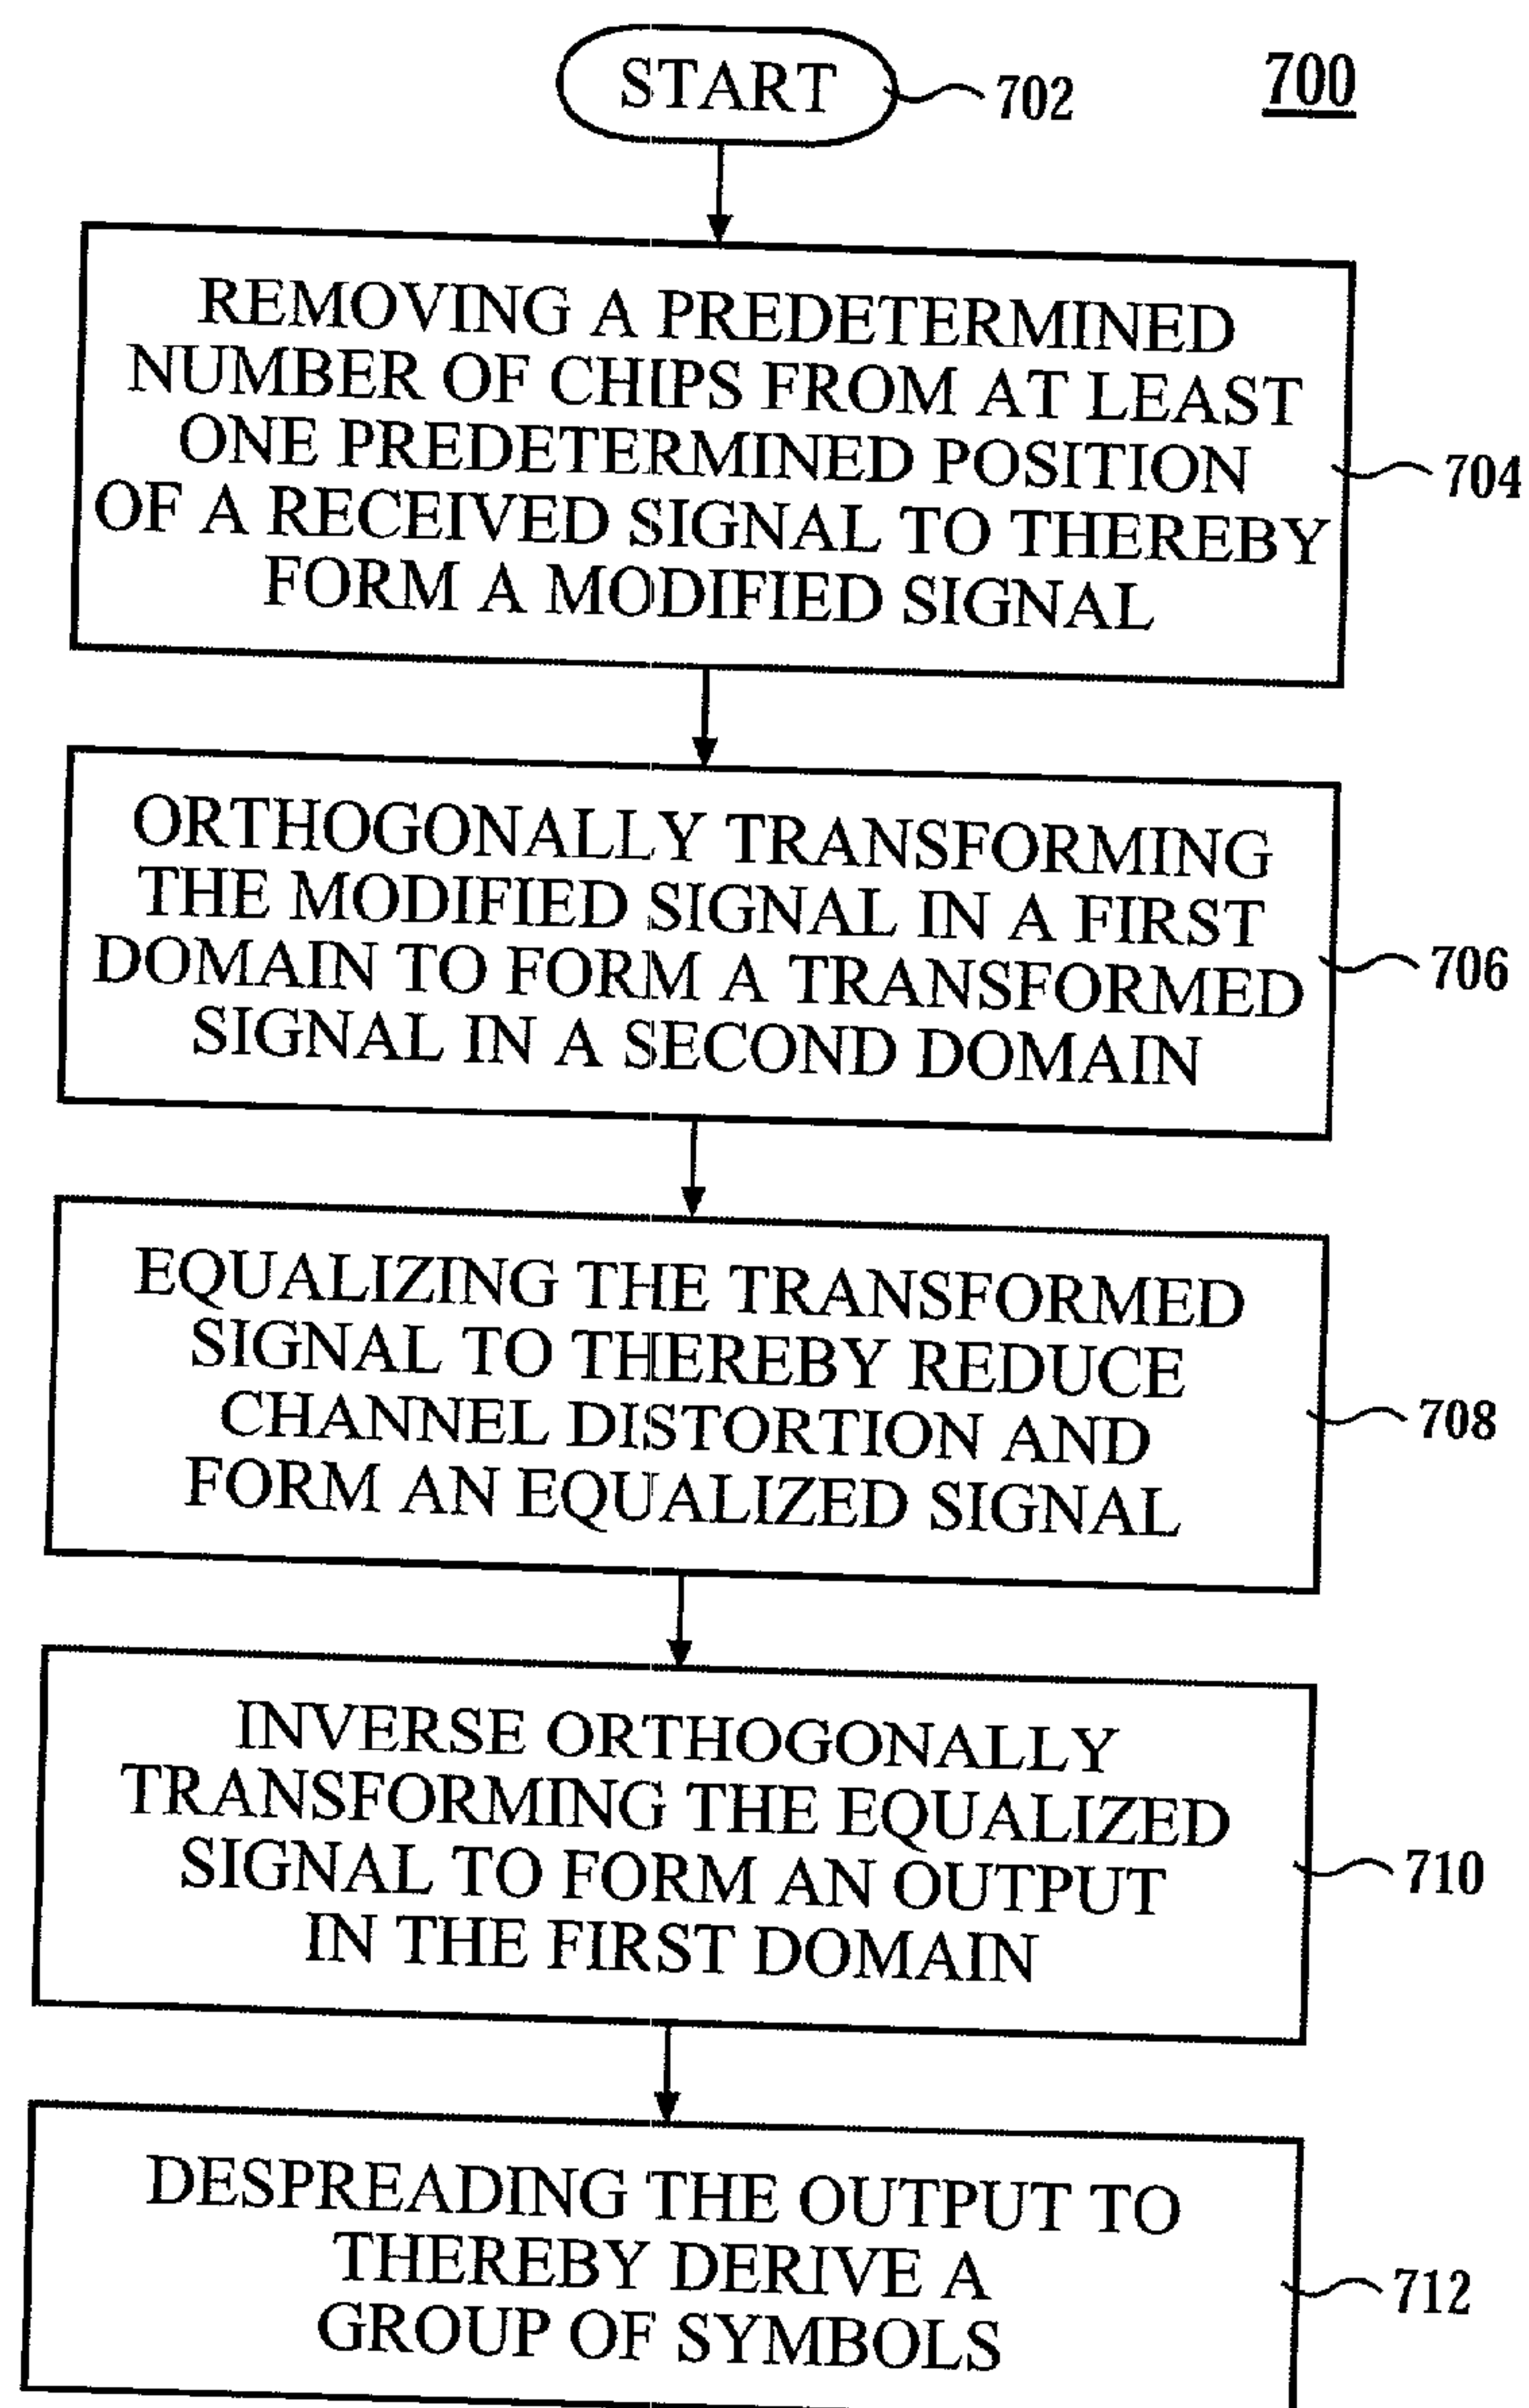 START
702
700
REMOVING A PREDETERMINED
NUMBER OF CHIPS FROM AT LEAST
ONE PREDETERMINED POSITION
OF A RECEIVED SIGNAL TO THEREBY
FORM A MODIFIED SIGNAL
704
ORTHOGONALLY TRANSFORMING
THE MODIFIED SIGNAL IN A FIRST
DOMAIN TO FORM A TRANSFORMED
SIGNAL IN A SECOND DOMAIN
706
EQUALIZING THE TRANSFORMED
SIGNAL TO THEREBY REDUCE
CHANNEL DISTORTION AND
FORM AN EQUALIZED SIGNAL
708
INVERSE ORTHOGONALLY
TRANSFORMING THE EQUALIZED
SIGNAL TO FORM AN OUTPUT
IN THE FIRST DOMAIN
710
DESPREADING THE OUTPUT TO
THEREBY DERIVE A
GROUP OF SYMBOLS
712